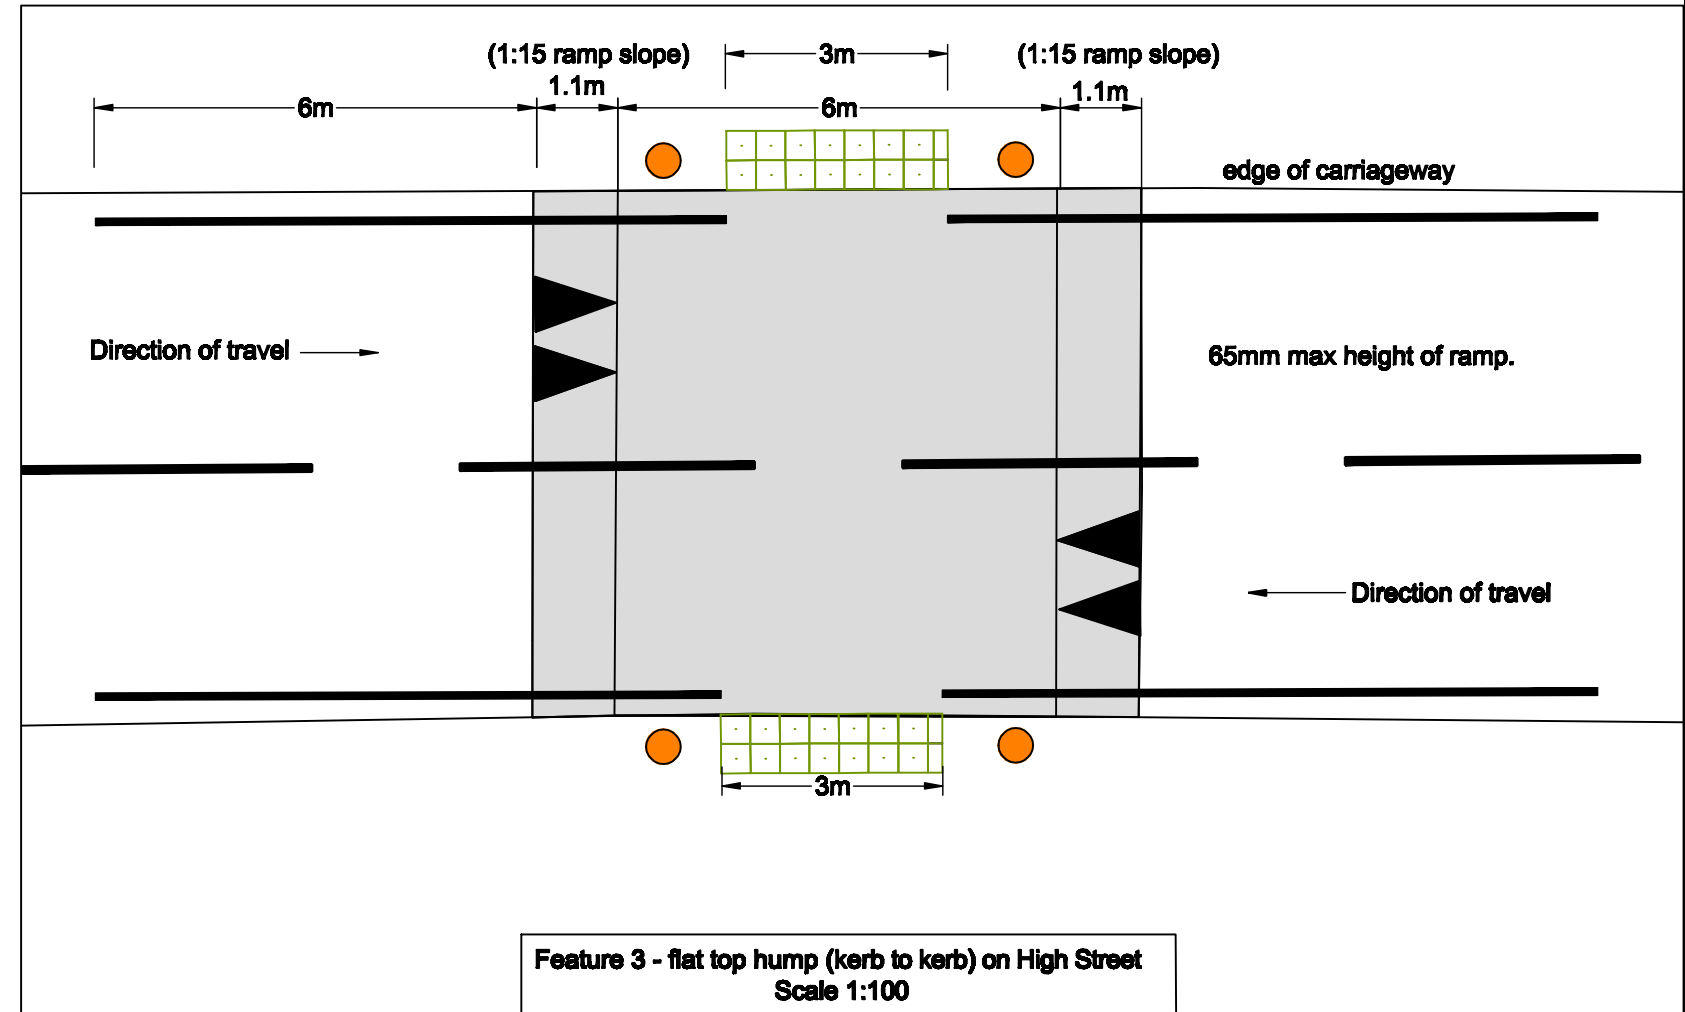 (1:15 ramp slope)
3m
(1:15 ramp slope)
1.1m
1.1m
6m
6m
edge of carriageway
Direction of travel
65mm max height of ramp.
Direction of travel
3m
Feature 3 - flat top hump (kerb to kerb) on High Street
Scale 1:100